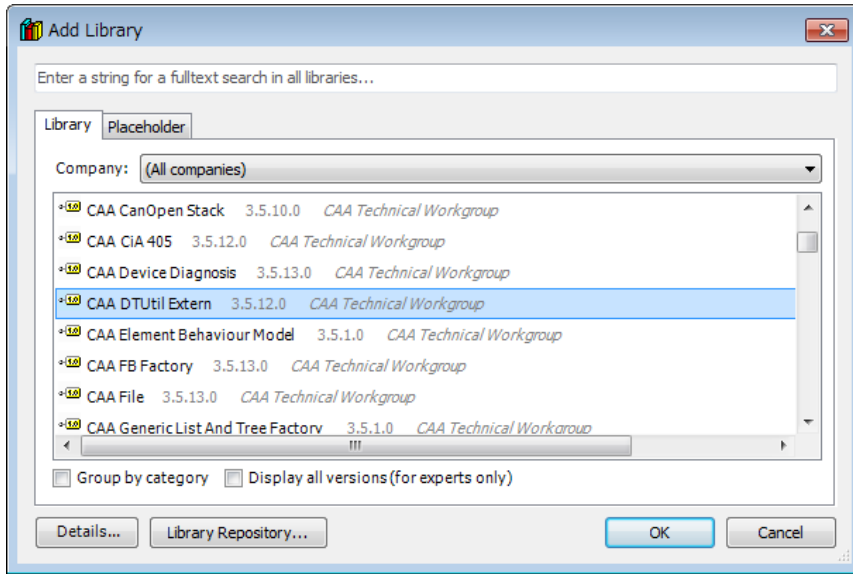 Add Library
Enter a string for a fulltext search in all libraries...
Library Placeholder
Company: (All companies)
CAA CanOpen Stack 3.5.10.0 CAA Technical Workgroup
CAA CiA 405 3.5.12.0 CAA Technical Workgroup
CAA Device Diagnosis 3.5.13.0 CAA Technical Workgroup
CAA DTUtil Extern 3.5.12.0 CAA Technical Workgroup
CAA Element Behaviour Model 3.5.1.0 CAA Technical Workgroup
CAA FB Factory 3.5.13.0 CAA Technical Workgroup
CAA File 3.5.13.0 CAA Technical Workgroup
CAA Generic List And Tree Factory 3.5.1.0 CAA Technical Workgroup
Group by category Display all versions (for experts only)
Details... Library Repository... OK Cancel